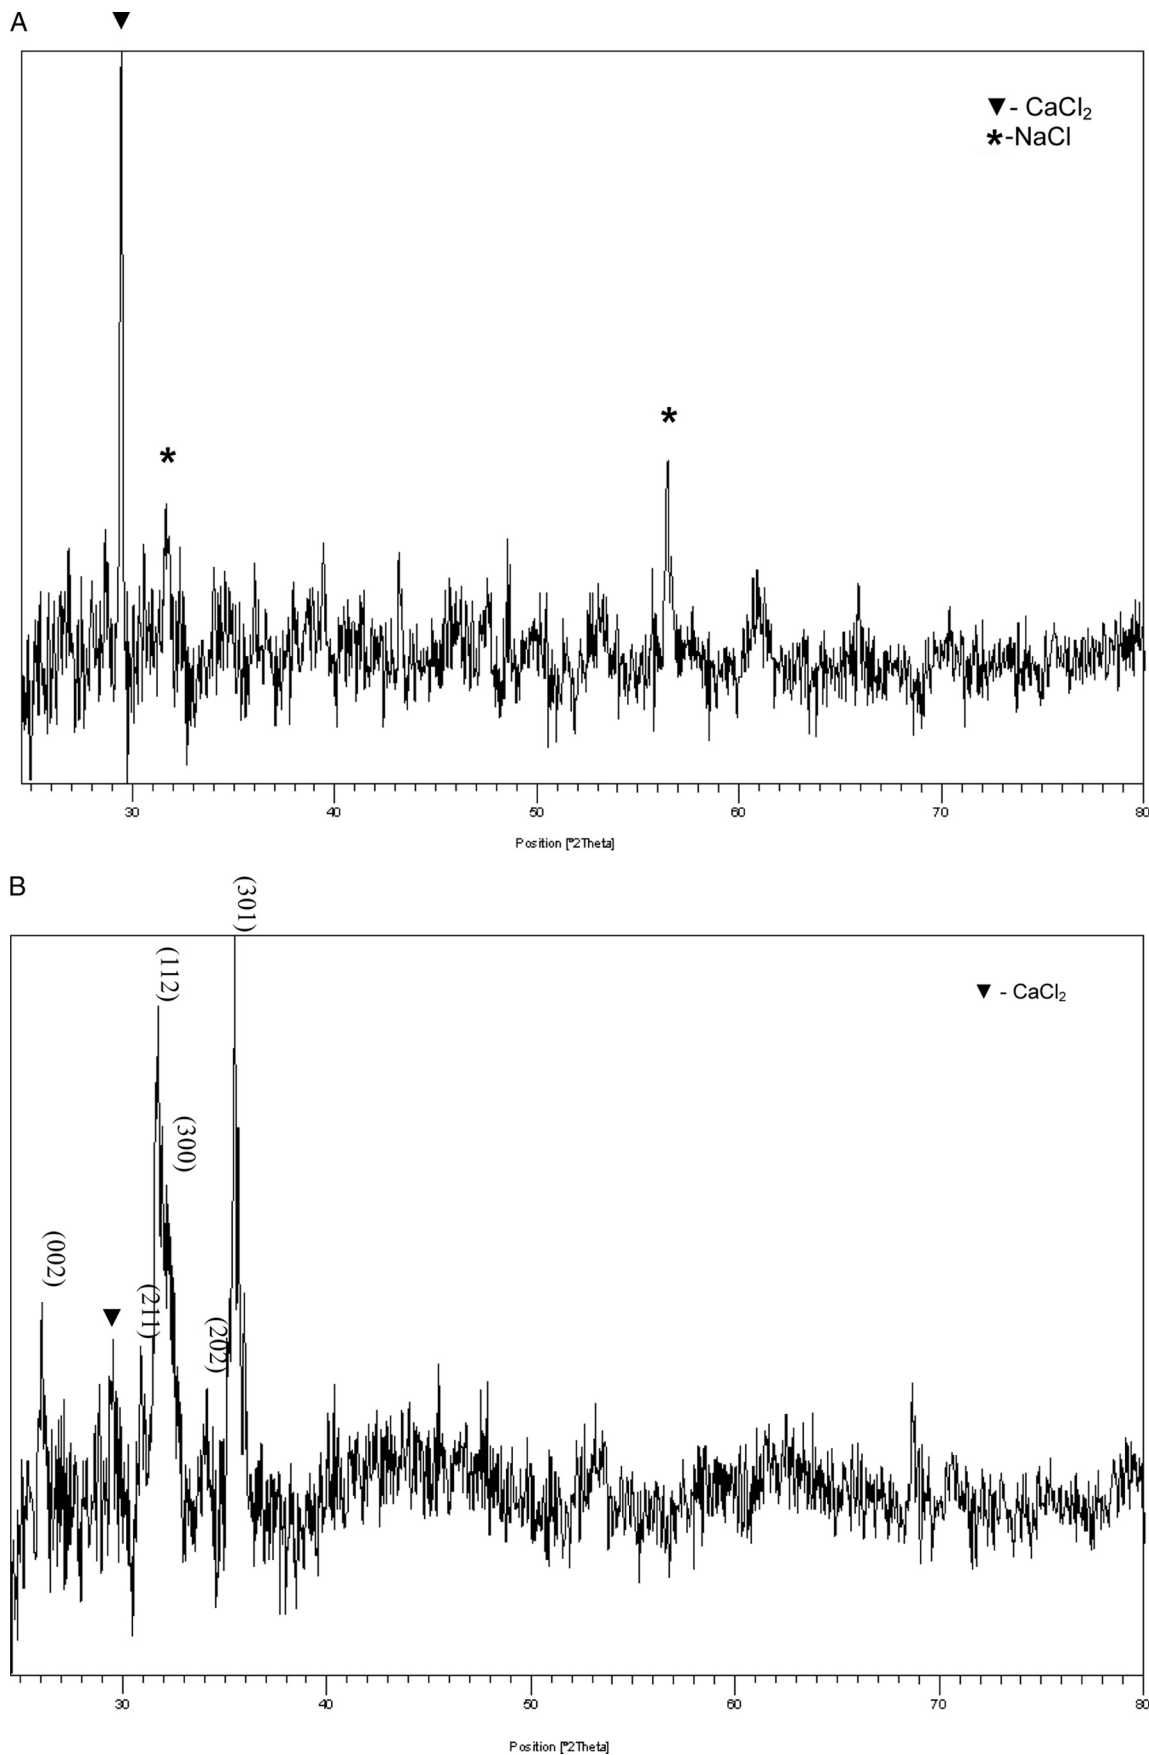 A
▼- CaCl₂
*-NaCl
*
*
30 40 50 60 70 80
Position [°2Theta]
B
(301)
(112)
▼ - CaCl₂
(300)
(002)
(211)
(202)
30 40 50 60 70 80
Position [°2Theta]